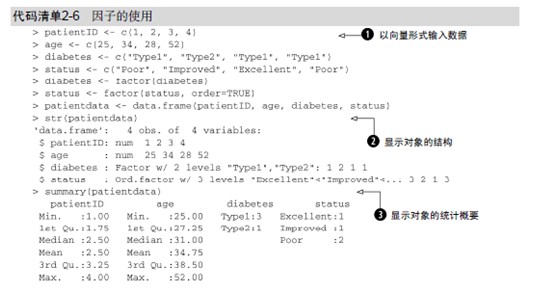 代码清单2-6 因子的使用
> patientID <- c(1, 2, 3, 4)
❶ 以向量形式输入数据
> age <- c(25, 34, 28, 52)
> diabetes <- c("Type1", "Type2", "Type1", "Type1")
> status <- c("Poor", "Improved", "Excellent", "Poor")
> diabetes <- factor(diabetes)
> status <- factor(status, order=TRUE)
> patientdata <- data.frame(patientID, age, diabetes, status)
> str(patientdata)
❷ 显示对象的结构
'data.frame': 4 obs. of 4 variables:
$ patientID: num 1 2 3 4
$ age : num 25 34 28 52
$ diabetes : Factor w/ 2 levels "Type1","Type2": 1 2 1 1
$ status : Ord.factor w/ 3 levels "Excellent"<"Improved"<..: 3 2 1 3
> summary(patientdata)
❸ 显示对象的统计概要
patientID age diabetes status
Min. :1.00 Min. :25.00 Type1:3 Excellent:1
1st Qu.:1.75 1st Qu.:27.25 Type2:1 Improved :1
Median :2.50 Median :31.00 Poor :2
Mean :2.50 Mean :34.75
3rd Qu.:3.25 3rd Qu.:38.50
Max. :4.00 Max. :52.00